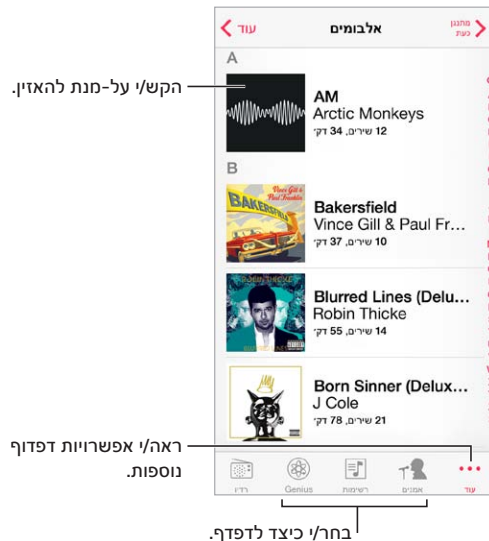 מתנגן כעת
אלבומים
עוד
A
AM
Arctic Monkeys
12 שירים, 34 דק׳
B
Bakersfield
Vince Gill & Paul Fr...
10 שירים, 37 דק׳
Blurred Lines (Delu...
Robin Thicke
14 שירים, 55 דק׳
Born Sinner (Delux...
J Cole
21 שירים, 78 דק׳
עוד
אמנים
רשימות
Genius
רדיו
הקש/י על-מנת להאזין.
ראה/י אפשרויות דפדוף
נוספות.
בחר/י כיצד לדפדף.